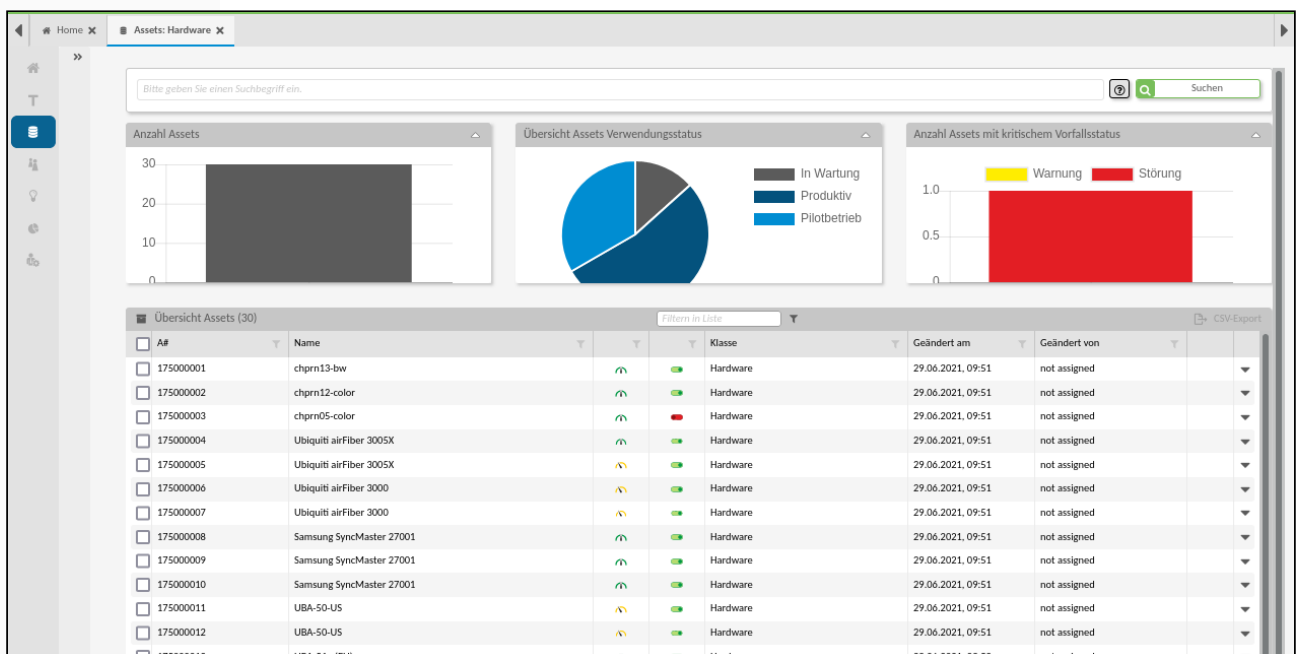 Home
Assets: Hardware
Bitte geben Sie einen Suchbegriff ein.
Suchen
Anzahl Assets
30
20
10
0
Übersicht Assets Verwendungsstatus
In Wartung
Produktiv
Pilotbetrieb
Anzahl Assets mit kritischem Vorfallsstatus
Warnung Störung
1.0
0.5
0
Übersicht Assets (30) Filtern in Liste CSV-Export
A# Name Klasse Geändert am Geändert von
175000001 chprn13-bw Hardware 29.06.2021, 09:51 not assigned
175000002 chprn12-color Hardware 29.06.2021, 09:51 not assigned
175000003 chprn05-color Hardware 29.06.2021, 09:51 not assigned
175000004 Ubiquiti airFiber 3005X Hardware 29.06.2021, 09:51 not assigned
175000005 Ubiquiti airFiber 3005X Hardware 29.06.2021, 09:51 not assigned
175000006 Ubiquiti airFiber 3000 Hardware 29.06.2021, 09:51 not assigned
175000007 Ubiquiti airFiber 3000 Hardware 29.06.2021, 09:51 not assigned
175000008 Samsung SyncMaster 27001 Hardware 29.06.2021, 09:51 not assigned
175000009 Samsung SyncMaster 27001 Hardware 29.06.2021, 09:51 not assigned
175000010 Samsung SyncMaster 27001 Hardware 29.06.2021, 09:51 not assigned
175000011 UBA-50-US Hardware 29.06.2021, 09:51 not assigned
175000012 UBA-50-US Hardware 29.06.2021, 09:51 not assigned